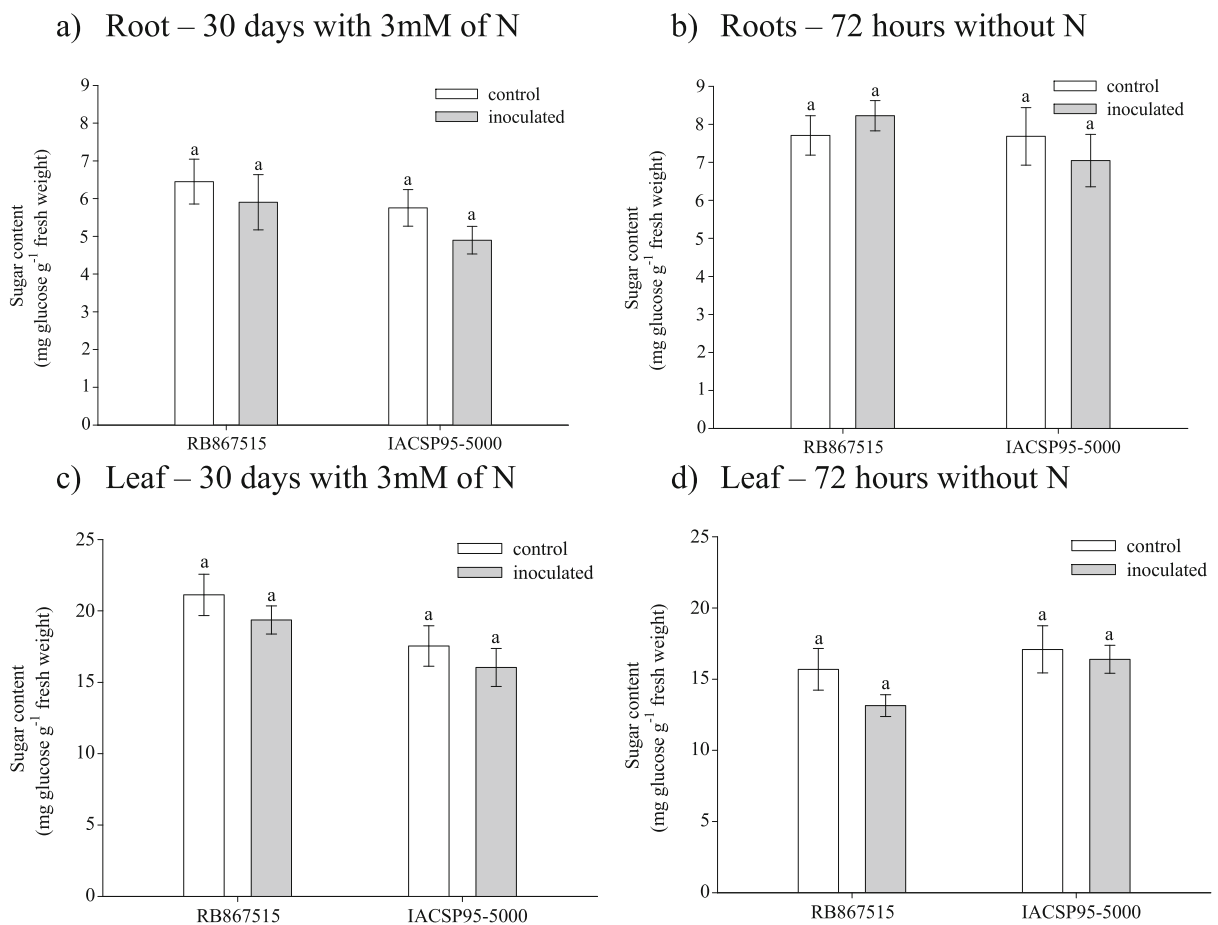 a) Root – 30 days with 3mM of N
9
8
7
6
5
4
3
2
1
0
Sugar content
(mg glucose g⁻¹ fresh weight)
control
inoculated
a
a
a
a
RB867515
IACSP95-5000
b) Roots – 72 hours without N
9
8
7
6
5
4
3
2
1
0
Sugar content
(mg glucose g⁻¹ fresh weight)
control
inoculated
a
a
a
a
RB867515
IACSP95-5000
c) Leaf – 30 days with 3mM of N
25
20
15
10
5
0
Sugar content
(mg glucose g⁻¹ fresh weight)
control
inoculated
a
a
a
a
RB867515
IACSP95-5000
d) Leaf – 72 hours without N
25
20
15
10
5
0
Sugar content
(mg glucose g⁻¹ fresh weight)
control
inoculated
a
a
a
a
RB867515
IACSP95-5000